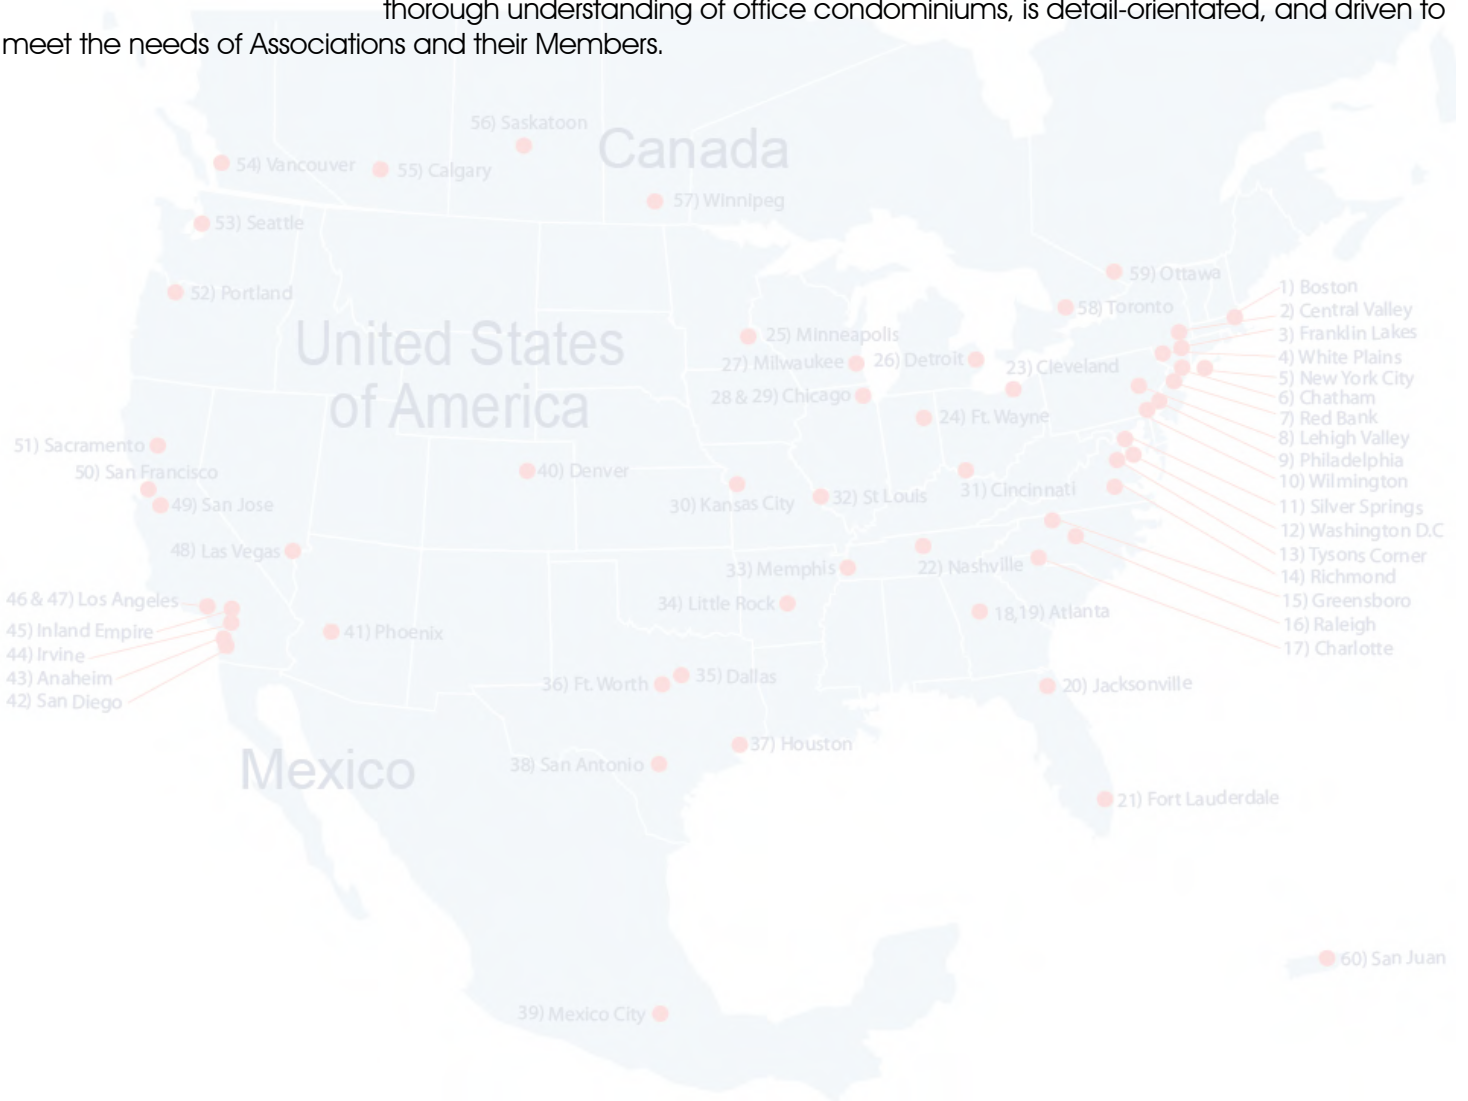 thorough understanding of office condominiums, is detail-orientated, and driven to
meet the needs of Associations and their Members.
56) Saskatoon
Canada
54) Vancouver
55) Calgary
57) Winnipeg
53) Seattle
59) Ottawa
52) Portland
58) Toronto
1) Boston
2) Central Valley
3) Franklin Lakes
4) White Plains
5) New York City
6) Chatham
7) Red Bank
8) Lehigh Valley
9) Philadelphia
10) Wilmington
11) Silver Springs
12) Washington D.C
13) Tysons Corner
14) Richmond
15) Greensboro
16) Raleigh
17) Charlotte
United States
of America
25) Minneapolis
27) Milwaukee
26) Detroit
23) Cleveland
28 & 29) Chicago
24) Ft. Wayne
51) Sacramento
50) San Francisco
49) San Jose
40) Denver
30) Kansas City
32) St Louis
31) Cincinnati
48) Las Vegas
33) Memphis
22) Nashville
46 & 47) Los Angeles
45) Inland Empire
44) Irvine
43) Anaheim
42) San Diego
34) Little Rock
18,19) Atlanta
41) Phoenix
36) Ft. Worth
35) Dallas
20) Jacksonville
Mexico
37) Houston
38) San Antonio
21) Fort Lauderdale
60) San Juan
39) Mexico City